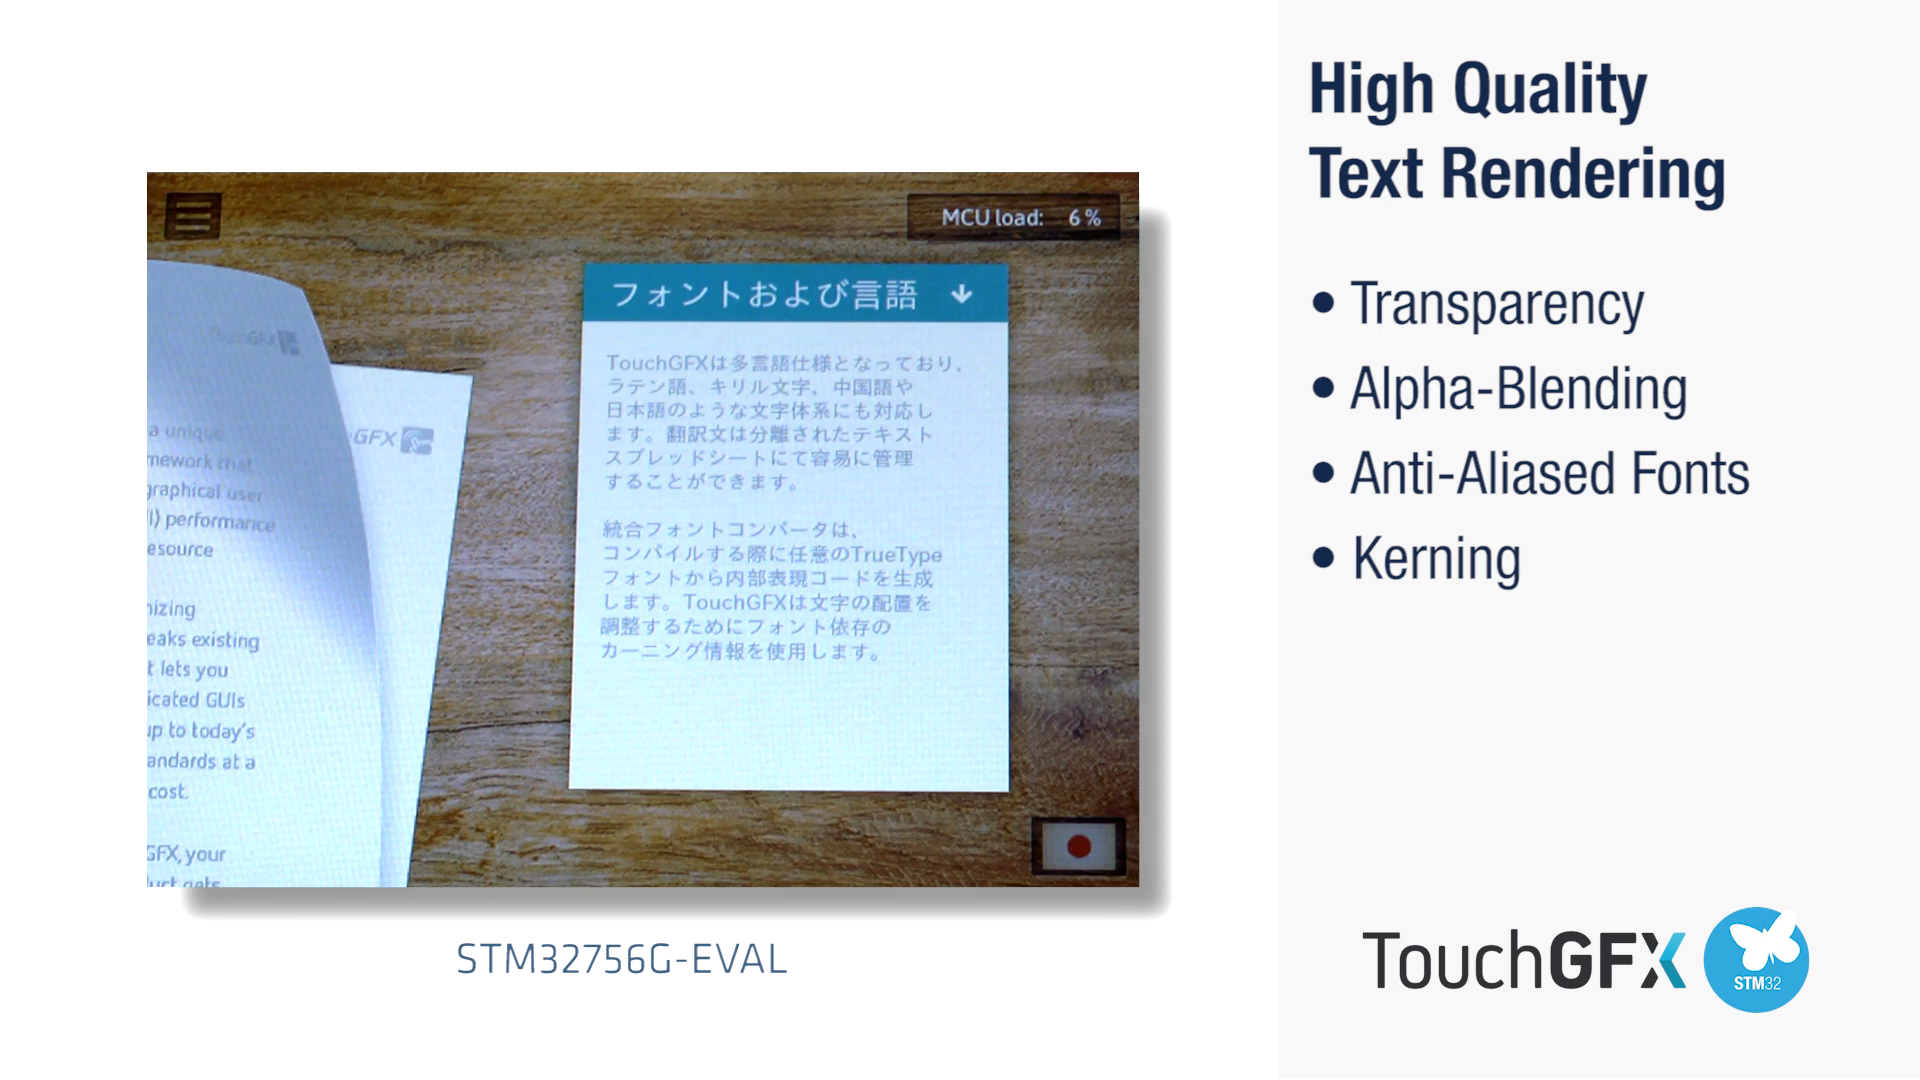 High Quality
Text Rendering
• Transparency
• Alpha-Blending
• Anti-Aliased Fonts
• Kerning
MCU load: 6 %
フォントおよび言語
TouchGFXは多言語仕様となっており、
ラテン語、キリル文字、中国語や
日本語のような文字体系にも対応し
ます。翻訳文は分離されたテキスト
スプレッドシートにて容易に管理
することができます。
統合フォントコンバータは、
コンパイルする際に任意のTrueType
フォントから内部表現コードを生成
します。TouchGFXは文字の配置を
調整するためにフォント依存の
カーニング情報を使用します。
TouchGFX
GFX
a unique
mework that
graphical user
I) performance
esource
nizing
eaks existing
t lets you
icated GUIs
up to today's
andards at a
cost.
GFX, your
uct gets
STM32756G-EVAL
TouchGFX
STM32